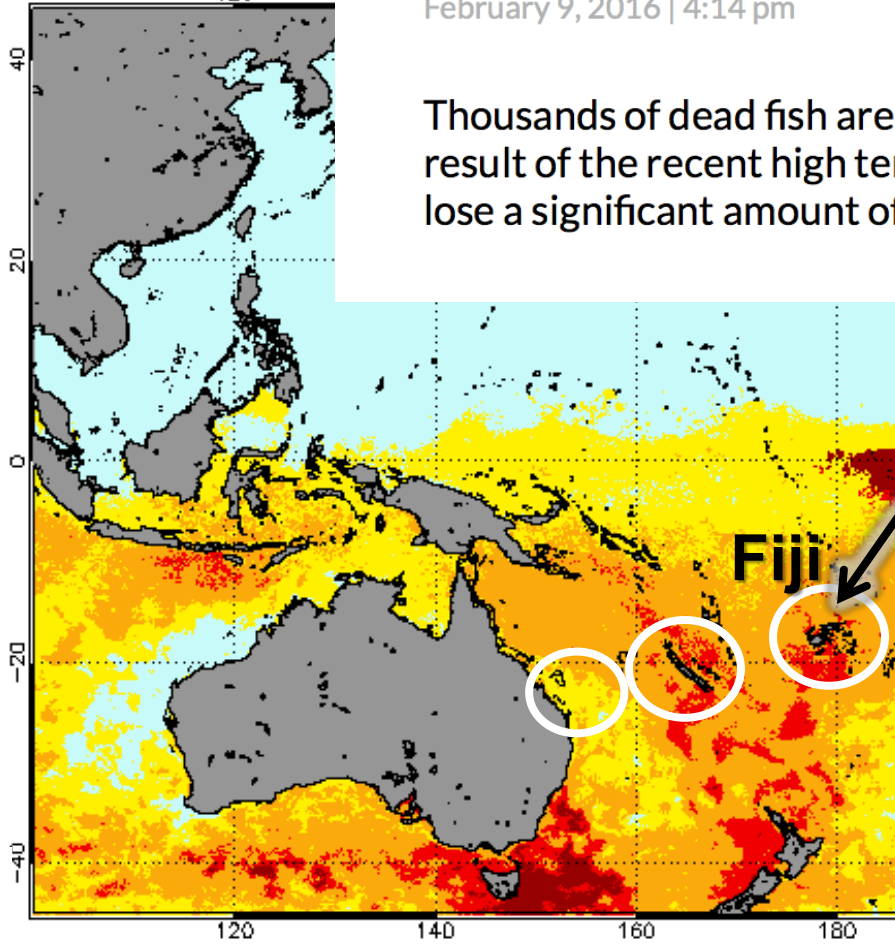 February 9, 2016 | 4:14 pm
Thousands of dead fish are
result of the recent high
lose a significant amount
40
20
0
Fiji
-20
-40
120
140
160
180